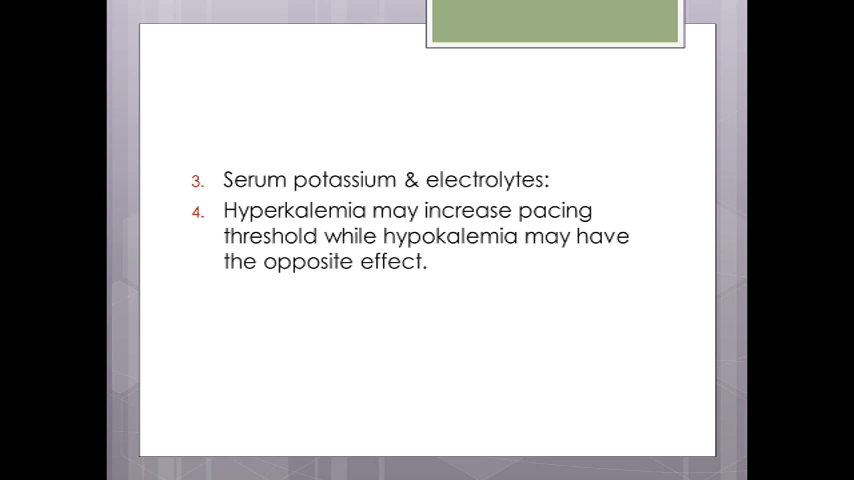 3. Serum potassium & electrolytes:
4. Hyperkalemia may increase pacing
threshold while hypokalemia may have
the opposite effect.